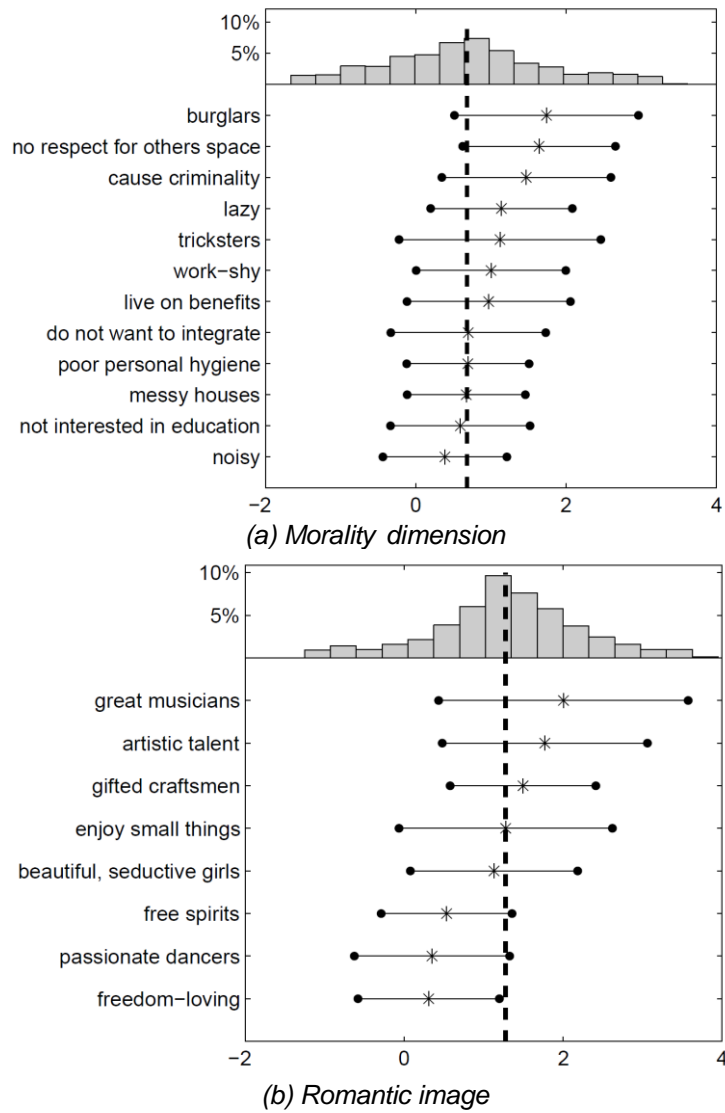 10%
5%
burglars
no respect for others space
cause criminality
lazy
tricksters
work−shy
live on benefits
do not want to integrate
poor personal hygiene
messy houses
not interested in education
noisy
−2 0 2 4
(a) Morality dimension
10%
5%
great musicians
artistic talent
gifted craftsmen
enjoy small things
beautiful, seductive girls
free spirits
passionate dancers
freedom−loving
−2 0 2 4
(b) Romantic image